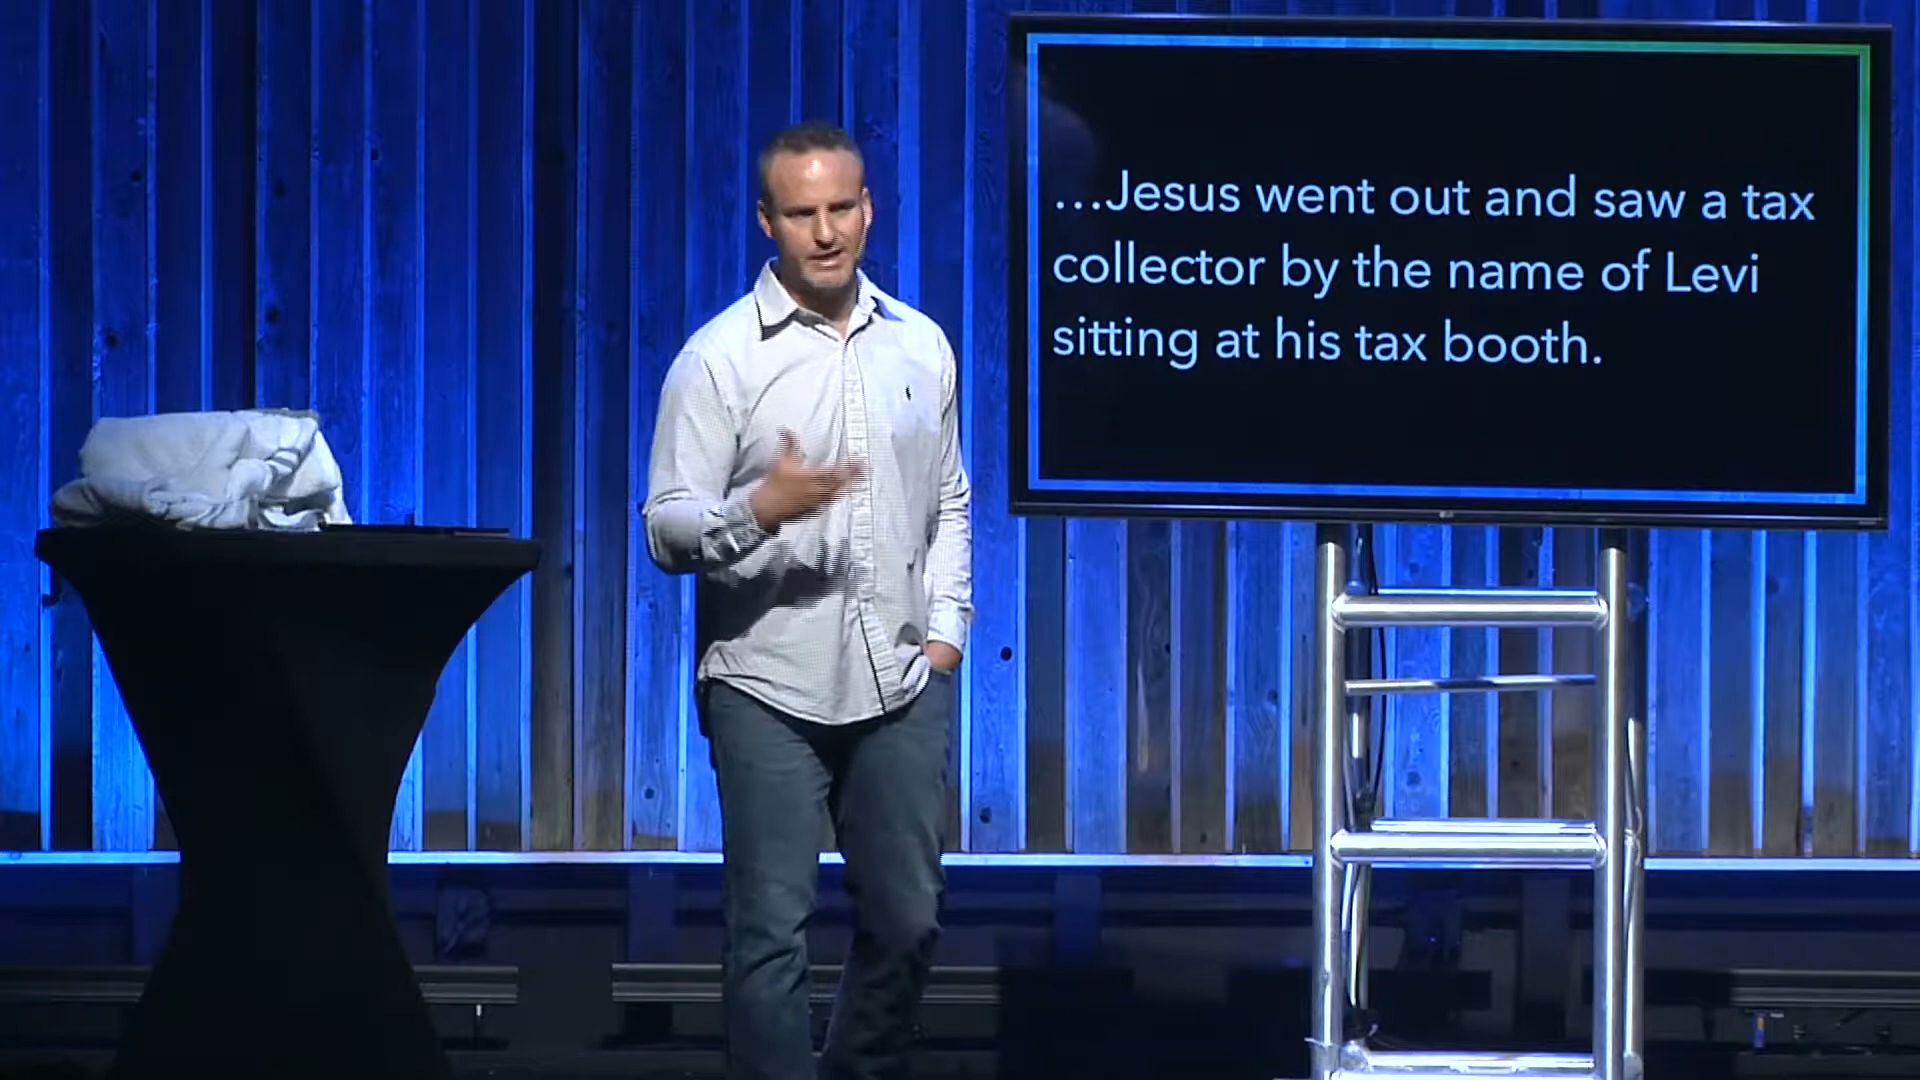 ...Jesus went out and saw a tax
collector by the name of Levi
sitting at his tax booth.